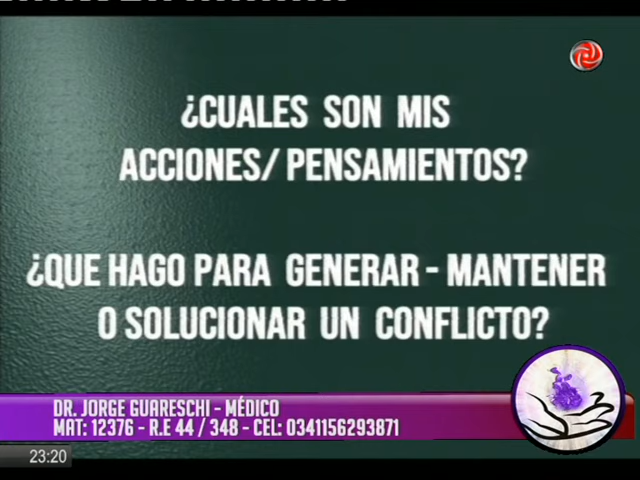 ¿CUALES SON MIS
ACCIONES/ PENSAMIENTOS?
¿QUE HAGO PARA GENERAR - MANTENER
O SOLUCIONAR UN CONFLICTO?
DR. JORGE GUARESCHI - MÉDICO
MAT: 12376 - R.E 44 / 348 - CEL: 0341156293871
23:20